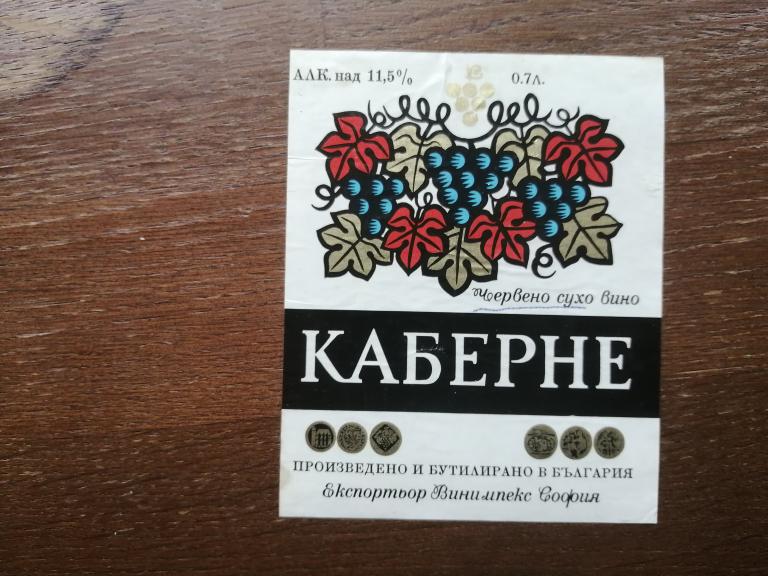 АЛК. над 11,5% 0.7л.
Червено сухо вино
КАБЕРНЕ
ПРОИЗВЕДЕНО И БУТИЛИРАНО В БЪЛГАРИЯ
Експортьор Винимпекс София